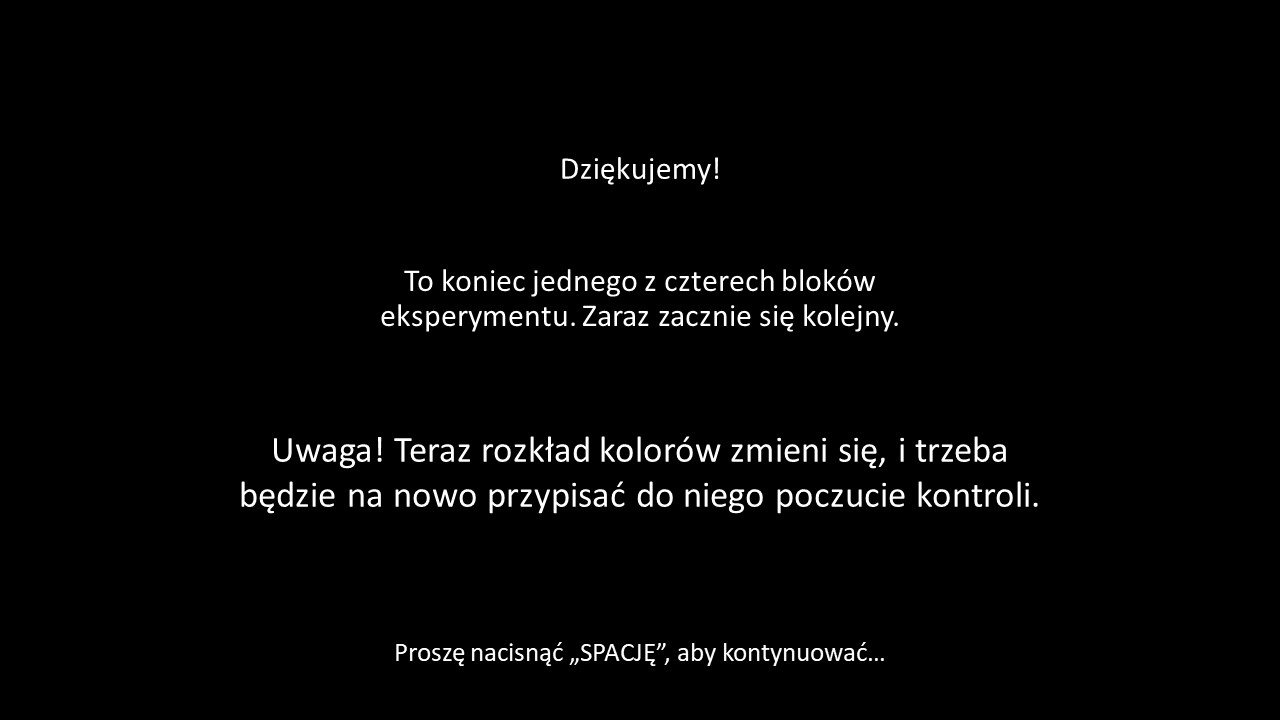 Dziękujemy!
To koniec jednego z czterech bloków
eksperymentu. Zaraz zacznie się kolejny.
Uwaga! Teraz rozkład kolorów zmieni się, i trzeba
będzie na nowo przypisać do niego poczucie kontroli.
Proszę nacisnąć „SPACJĘ”, aby kontynuować…